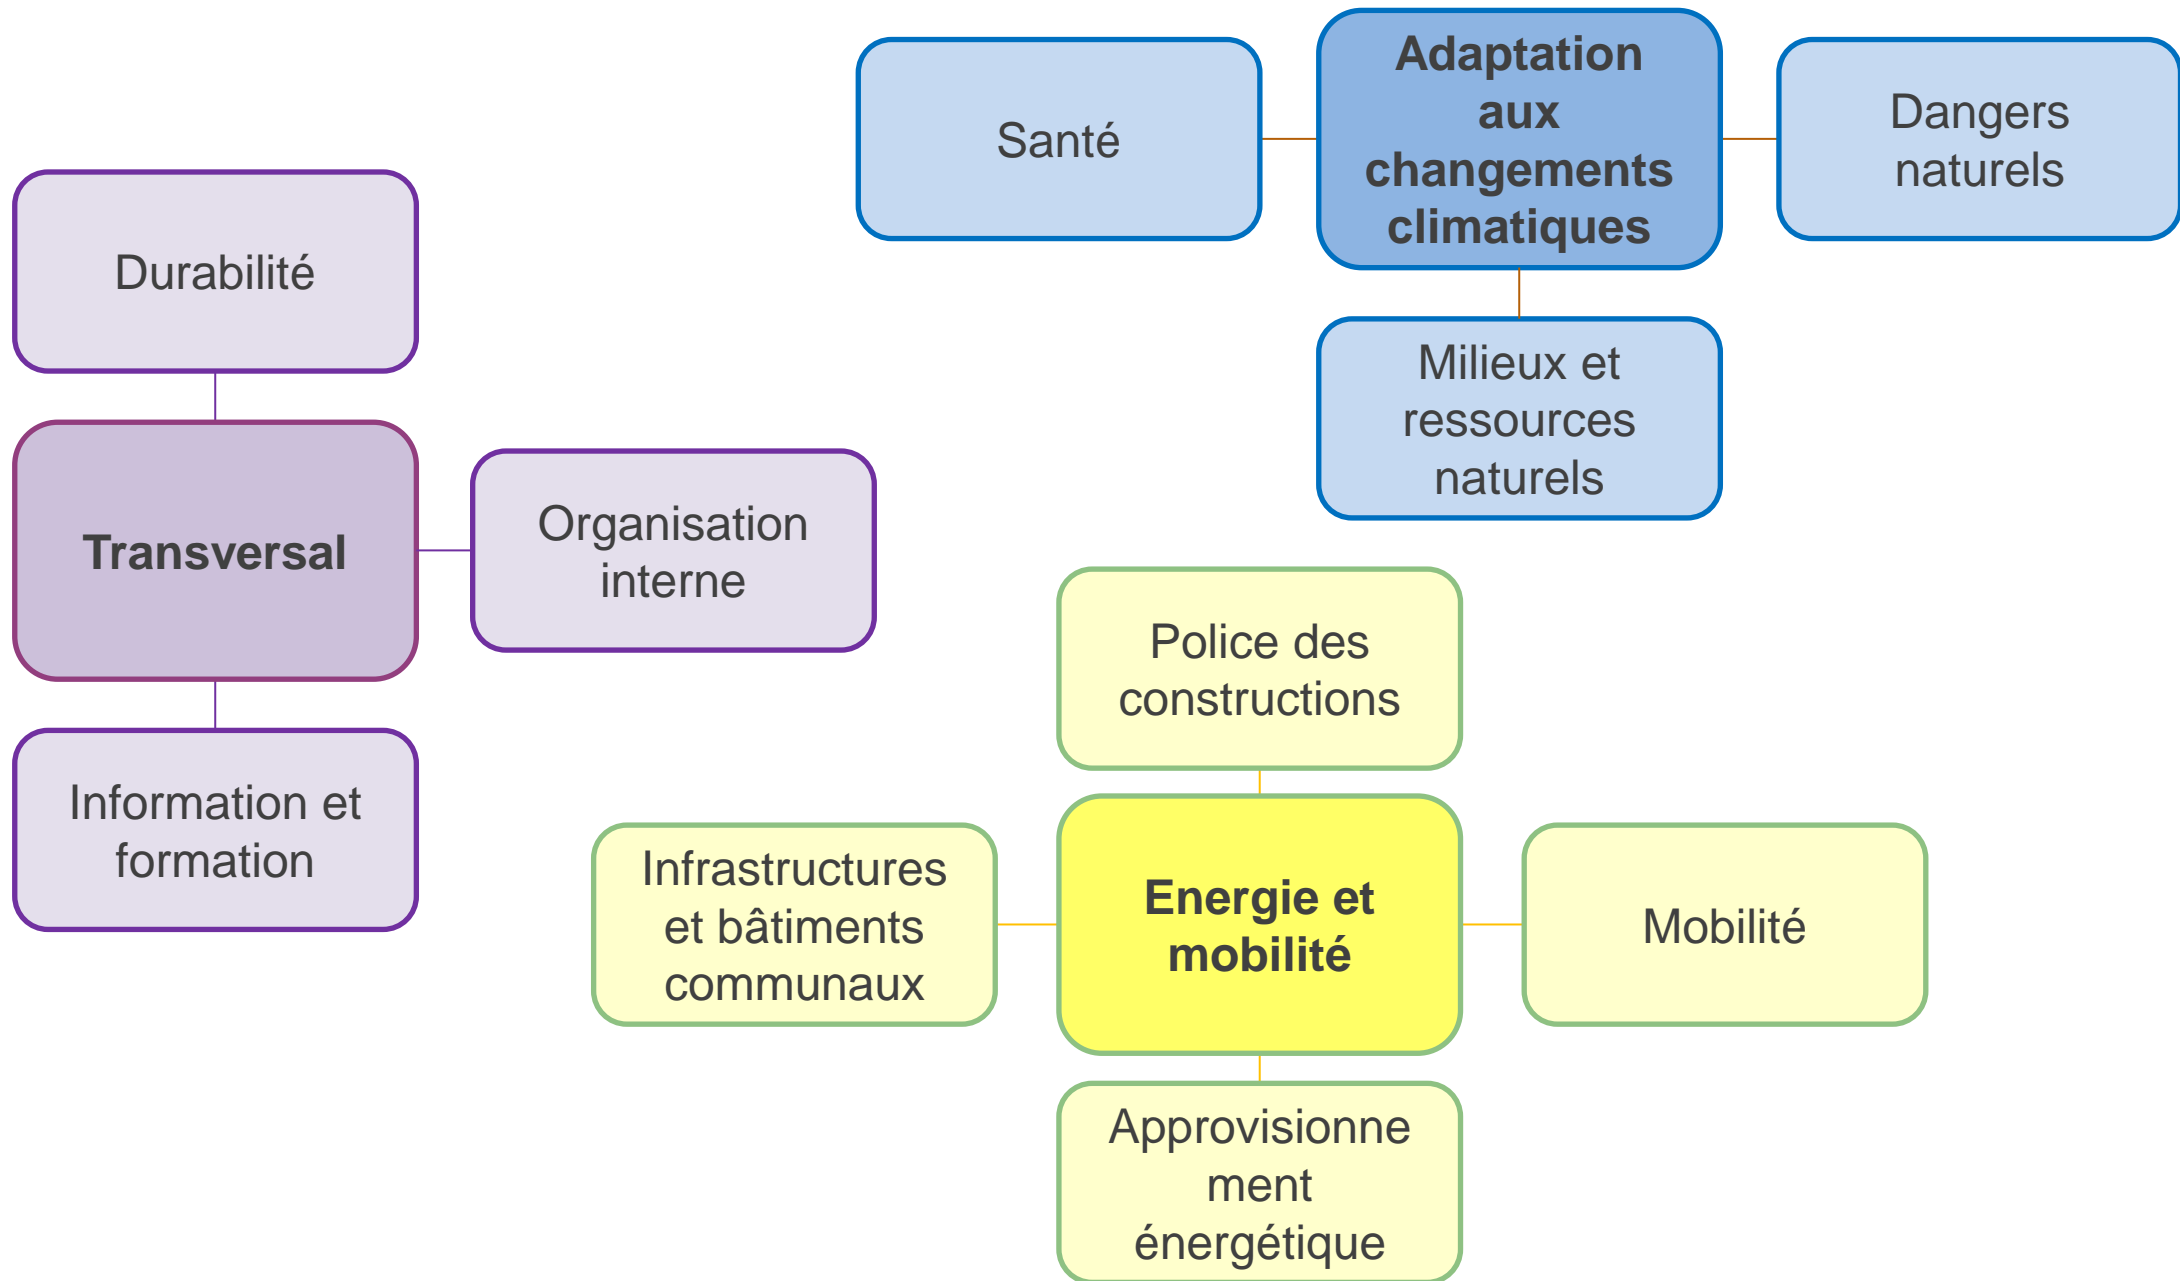 Durabilité
Transversal
Organisation
interne
Information et
formation
Santé
Adaptation
aux
changements
climatiques
Dangers
naturels
Milieux et
ressources
naturels
Police des
constructions
Infrastructures
et bâtiments
communaux
Energie et
mobilité
Mobilité
Approvisionne
ment
énergétique